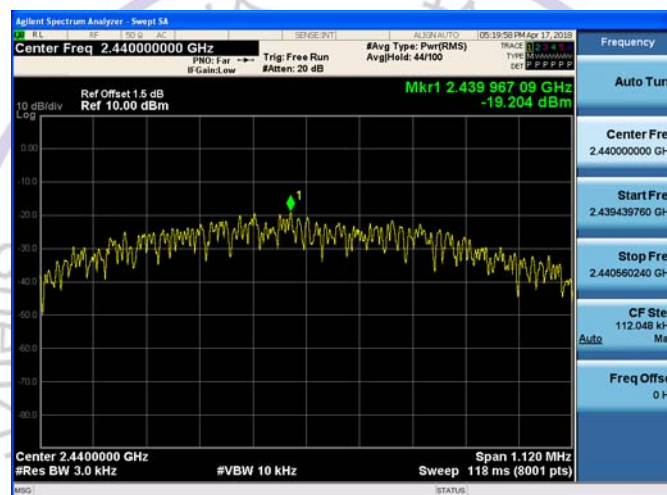 Agilent Spectrum Analyzer - Swept SA
RL RF 50 Ω AC SENSE:INT ALIGNAUTO 05:19:58 PM Apr 17, 2018
Center Freq 2.440000000 GHz
PNO: Far Trig: Free Run
IFGain:Low #Atten: 20 dB
#Avg Type: Pwr(RMS)
Avg|Hold: 44/100
TRACE 1 2 3 4 5 6
TYPE MWWWWW
DET P P P P P P
Mkr1 2.439 967 09 GHz
-19.204 dBm
Ref Offset 1.5 dB
10 dB/div Ref 10.00 dBm
Log
0.00
-10.0
-20.0
-30.0
-40.0
-50.0
-60.0
-70.0
-80.0
1
Center 2.4400000 GHz Span 1.120 MHz
#Res BW 3.0 kHz #VBW 10 kHz Sweep 118 ms (8001 pts)
MSG STATUS
Frequency
Auto Tun
Center Fre
2.440000000 GH
Start Fre
2.439439760 GH
Stop Fre
2.440560240 GH
CF Ste
112.048 kH
Auto Ma
Freq Offse
0 H